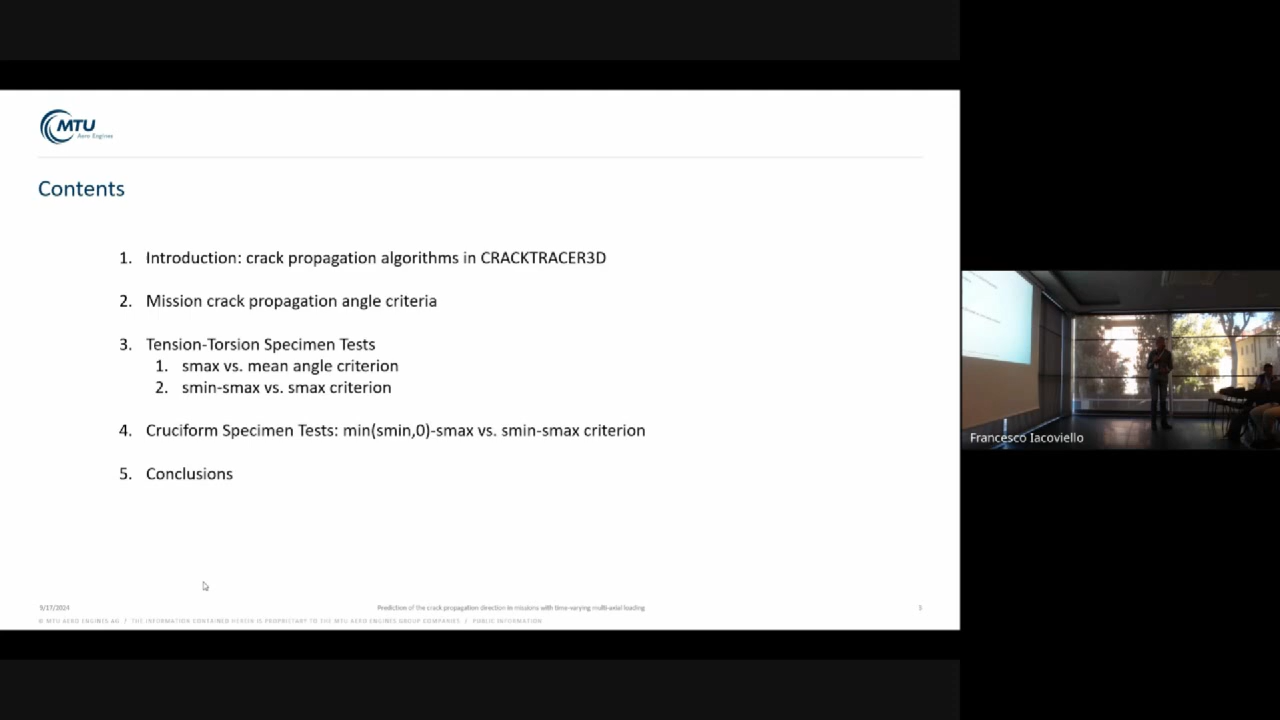 MTU
Aero Engines
Contents
1. Introduction: crack propagation algorithms in CRACKTRACER3D
2. Mission crack propagation angle criteria
3. Tension-Torsion Specimen Tests
1. smax vs. mean angle criterion
2. smin-smax vs. smax criterion
4. Cruciform Specimen Tests: min(smin,0)-smax vs. smin-smax criterion
5. Conclusions
9/17/2024
Prediction of the crack propagation direction in missions with time-varying multi-axial loading
© MTU AERO ENGINES AG. / THE INFORMATION CONTAINED HEREIN IS PROPRIETARY TO THE MTU AERO ENGINES GROUP COMPANIES. / PUBLIC INFORMATION
Francesco Iacoviello